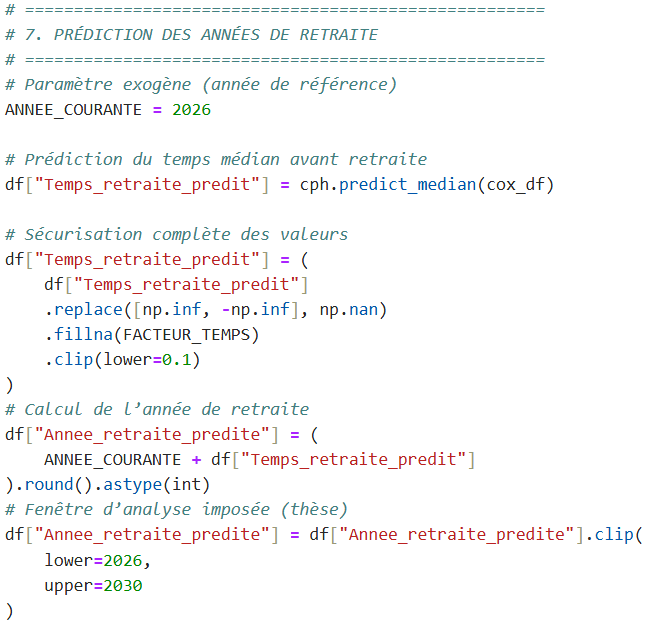 # ====================================================
# 7. PRÉDICTION DES ANNÉES DE RETRAITE
# ====================================================
# Paramètre exogène (année de référence)
ANNEE_COURANTE = 2026

# Prédiction du temps médian avant retraite
df["Temps_retraite_predit"] = cph.predict_median(cox_df)

# Sécurisation complète des valeurs
df["Temps_retraite_predit"] = (
    df["Temps_retraite_predit"]
    .replace([np.inf, -np.inf], np.nan)
    .fillna(FACTEUR_TEMPS)
    .clip(lower=0.1)
)
# Calcul de l’année de retraite
df["Annee_retraite_predite"] = (
    ANNEE_COURANTE + df["Temps_retraite_predit"]
).round().astype(int)
# Fenêtre d’analyse imposée (thèse)
df["Annee_retraite_predite"] = df["Annee_retraite_predite"].clip(
    lower=2026,
    upper=2030
)